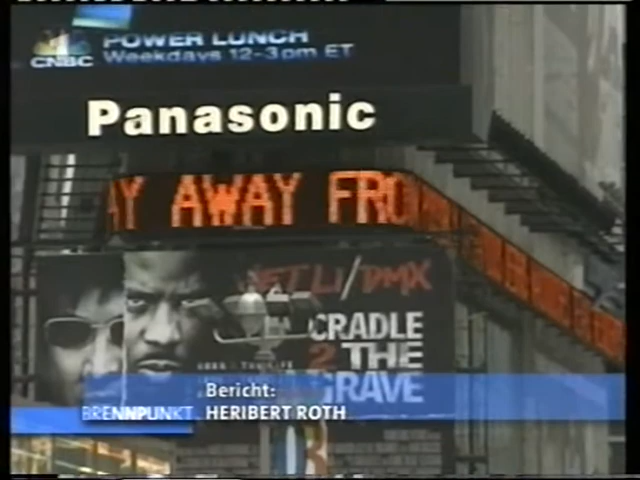 POWER LUNCH
CNBC Weekdays 12-3pm ET
Panasonic
AY AWAY FRO
JET LI/DMX
CRADLE
2 THE
GRAVE
Bericht:
BRENNPUNKT HERIBERT ROTH